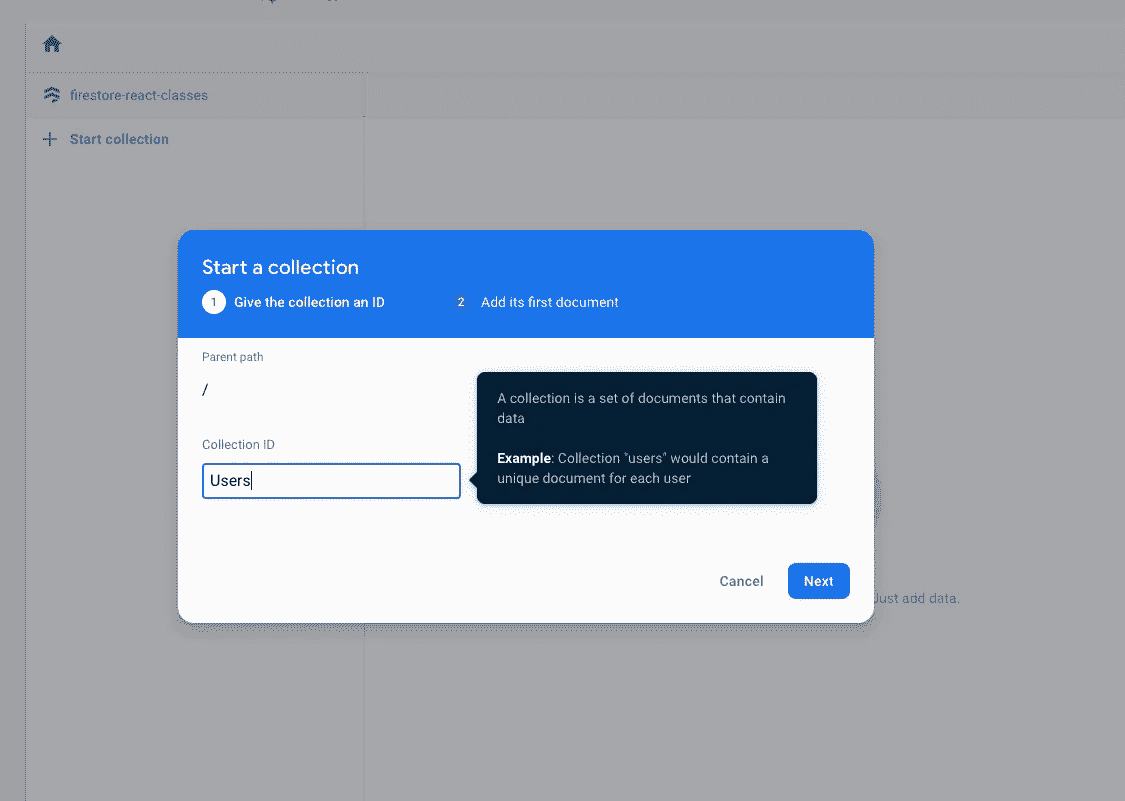 firestore-react-classes
Start collection
Start a collection
1 Give the collection an ID 2 Add its first document
Parent path
/
A collection is a set of documents that contain
data
Collection ID
Example: Collection "users" would contain a
unique document for each user
Users
Cancel Next
Just add data.